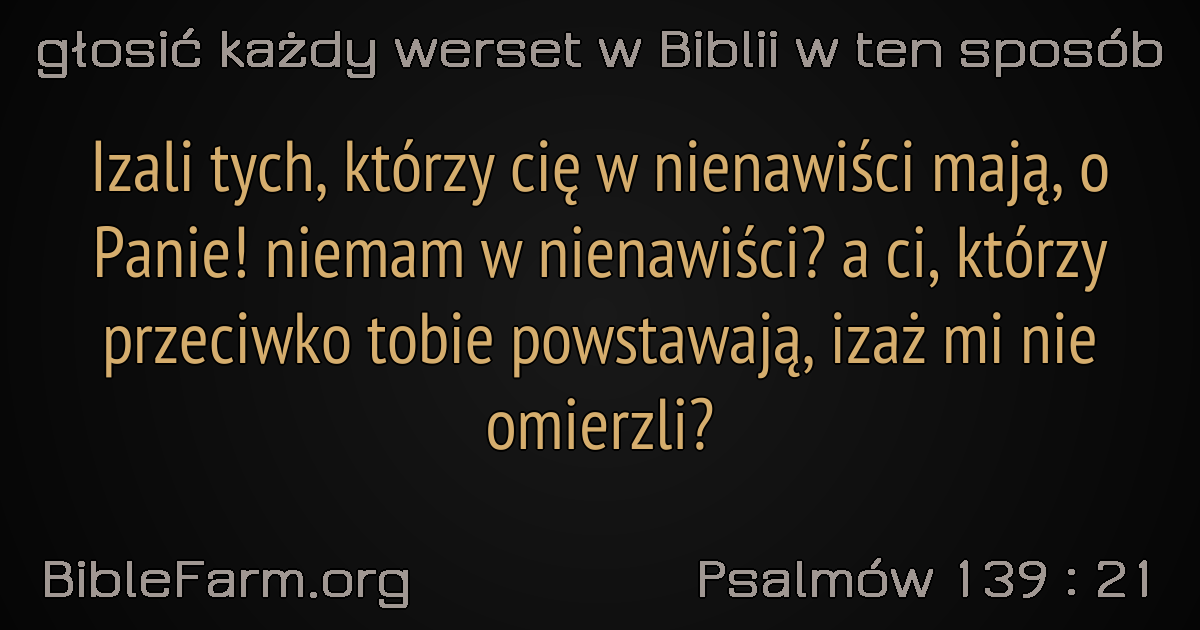 głosić każdy werset w Biblii w ten sposób
Izali tych, którzy cię w nienawiści mają, o
Panie! niemam w nienawiści? a ci, którzy
przeciwko tobie powstawają, izaż mi nie
omierzli?
BibleFarm.org
Psalmów 139 : 21